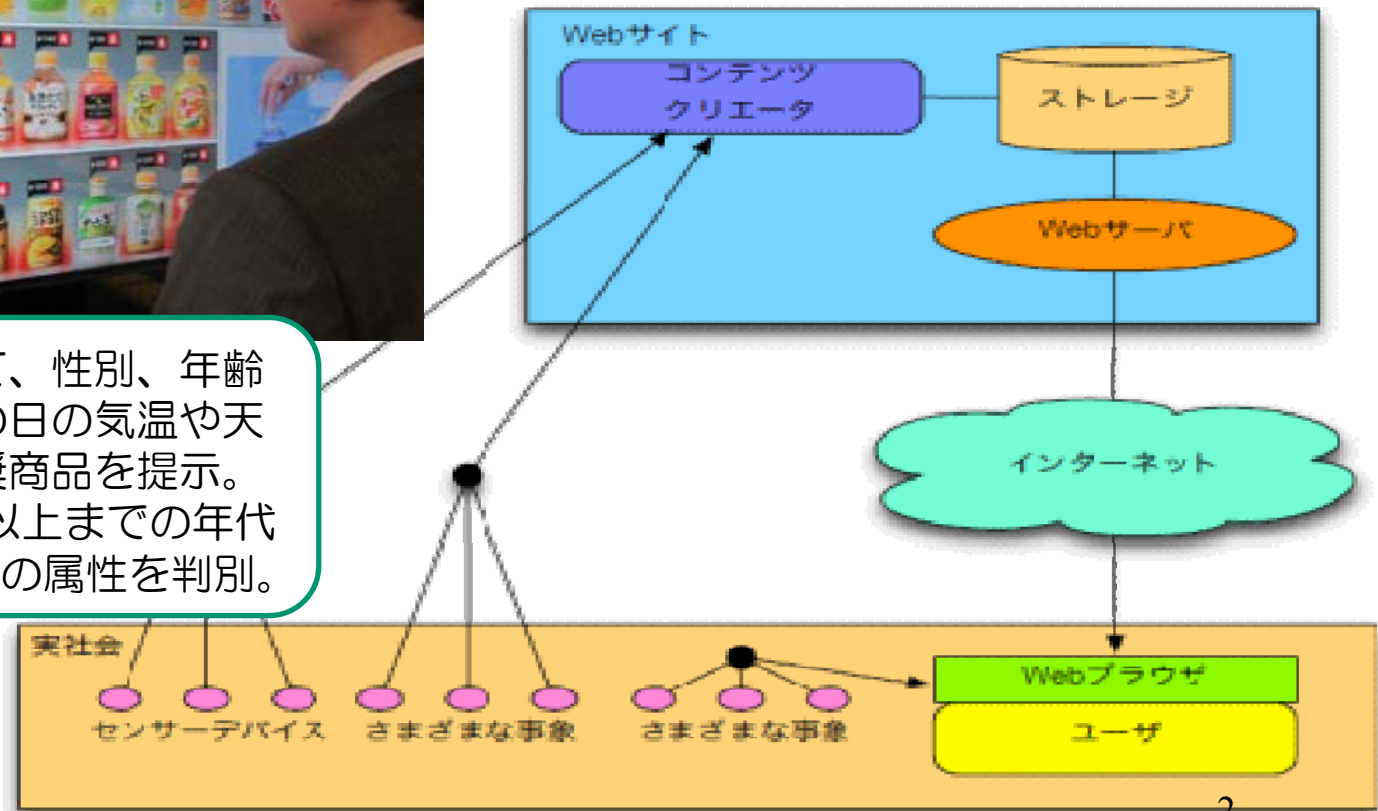 Webサイト
コンテンツ
クリエータ
ストレージ
Webサーバ
インターネット
、性別、年齢
日の気温や天
商品を提示。
以上までの年代
の属性を判別。
実社会
センサーデバイス
さまざまな事象
さまざまな事象
Webブラウザ
ユーザ
2